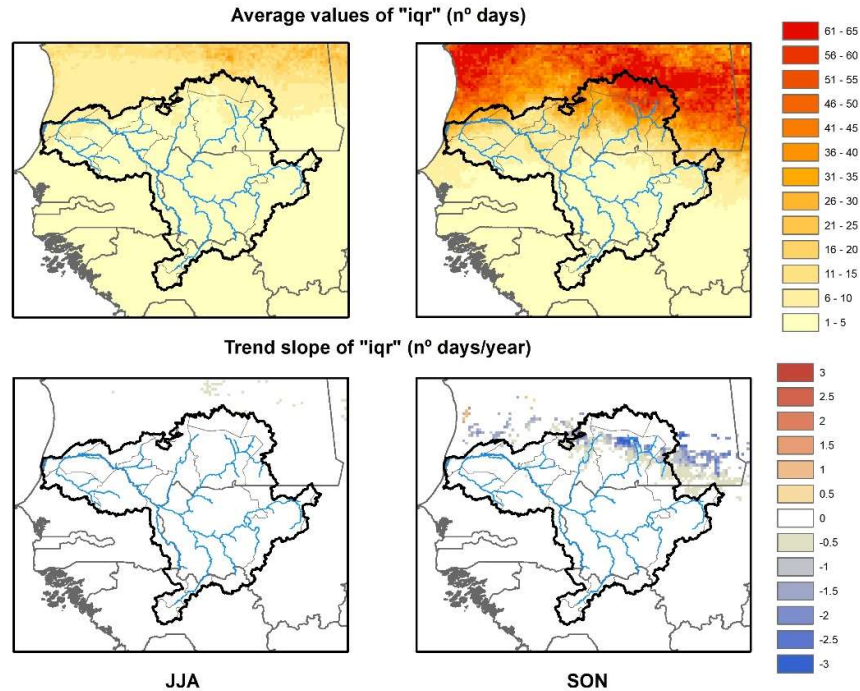 Average values of "iqr" (nº days)
61 - 65
56 - 60
51 - 55
46 - 50
41 - 45
36 - 40
31 - 35
26 - 30
21 - 25
16 - 20
11 - 15
6 - 10
1 - 5
Trend slope of "iqr" (nº days/year)
3
2.5
2
1.5
1
0.5
0
-0.5
-1
-1.5
-2
-2.5
-3
JJA
SON